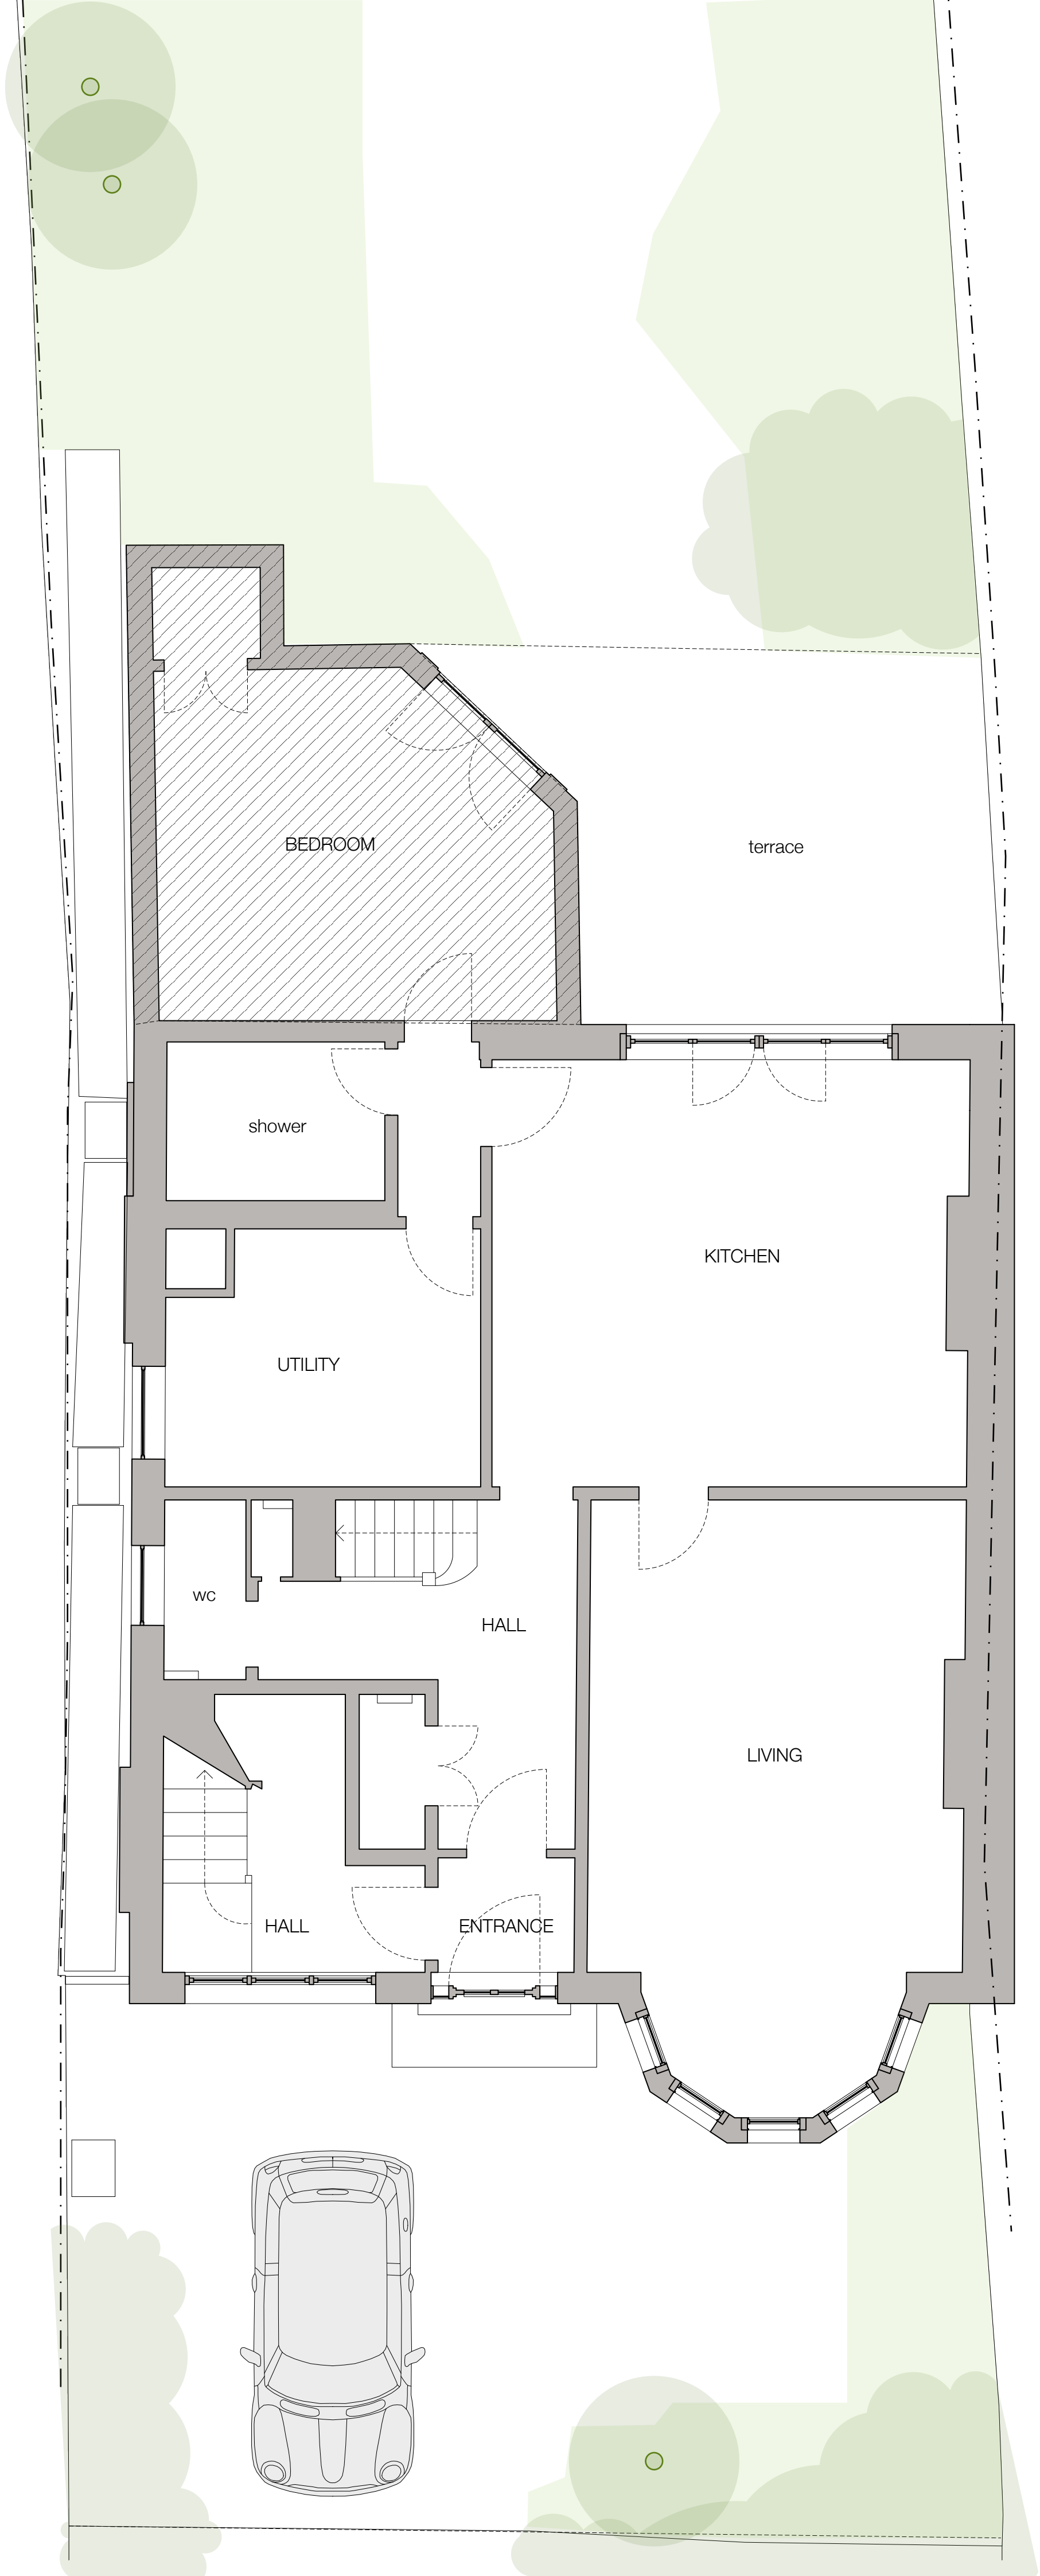 BEDROOM
terrace
shower
KITCHEN
UTILITY
WC
HALL
LIVING
HALL
ENTRANCE